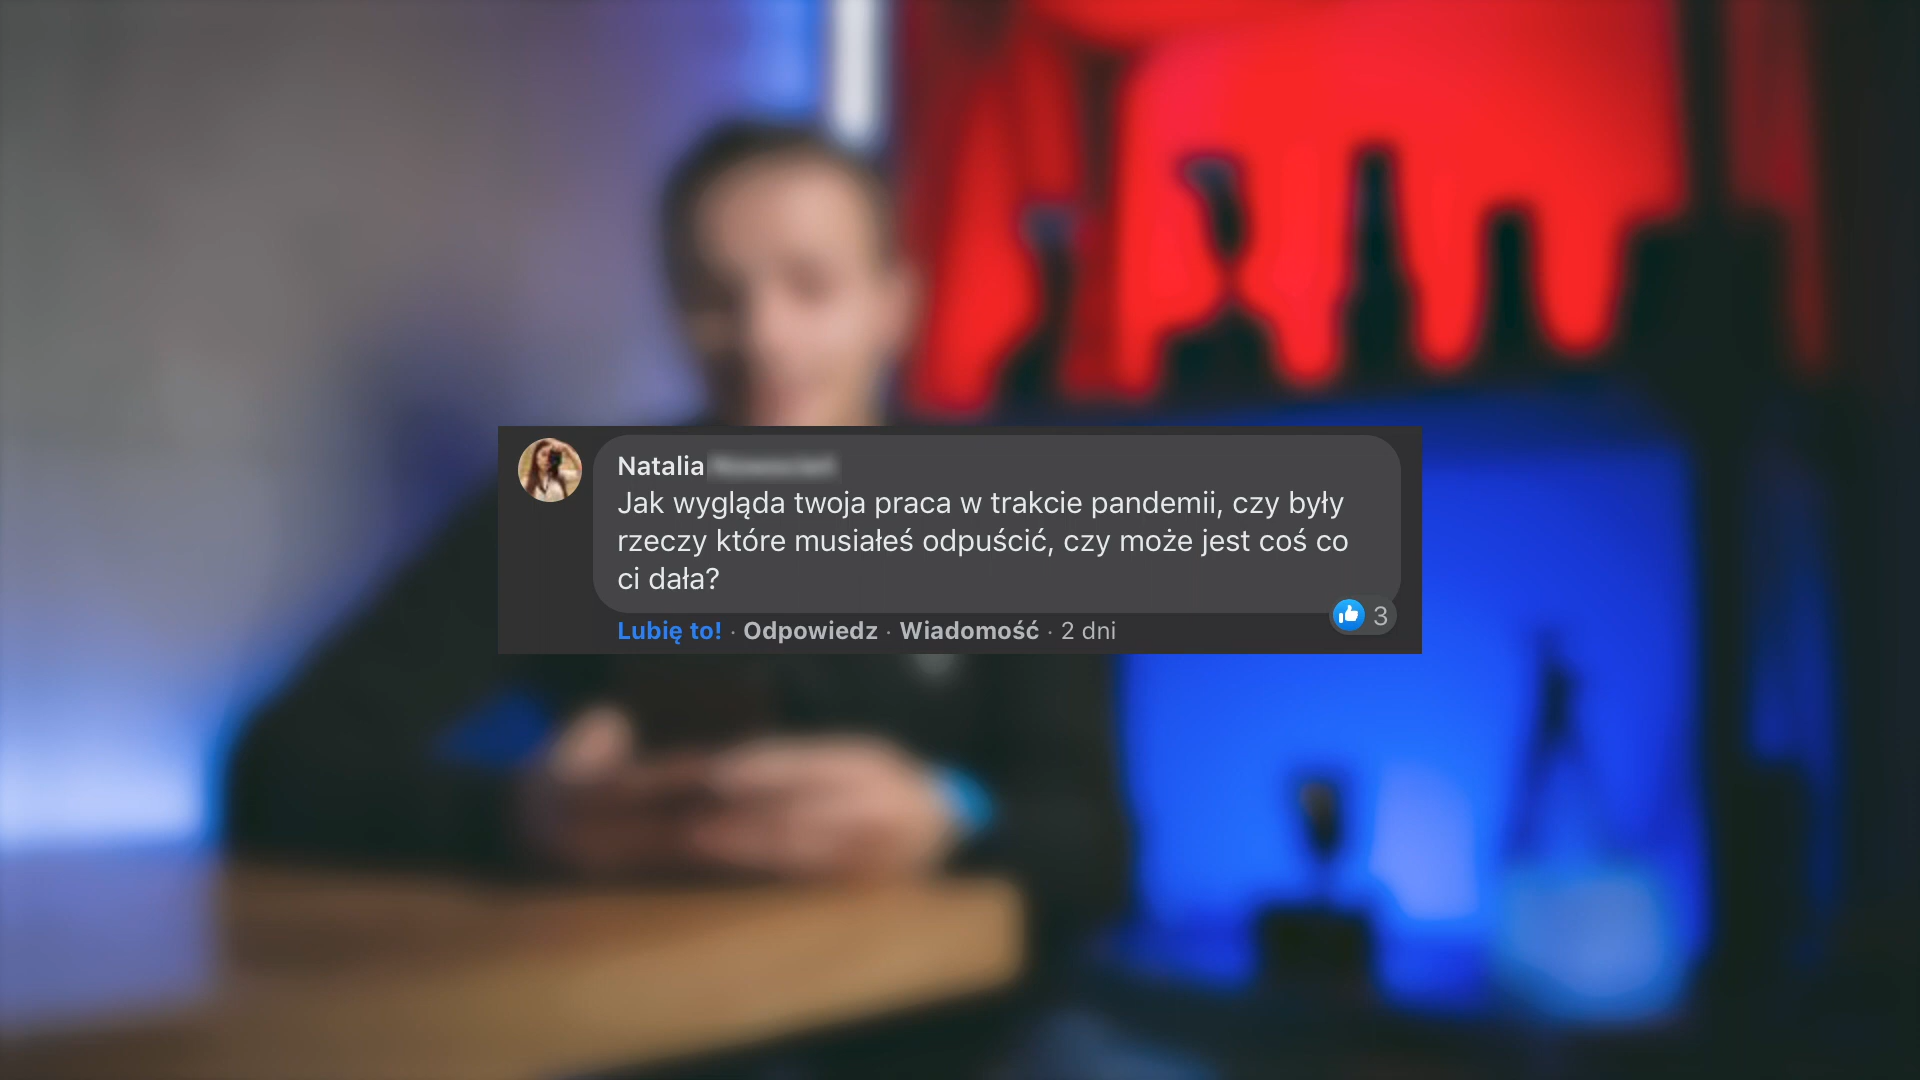 Natalia
Jak wygląda twoja praca w trakcie pandemii, czy były
rzeczy które musiałeś odpuścić, czy może jest coś co
ci dała?
Lubię to! · Odpowiedz · Wiadomość · 2 dni
3